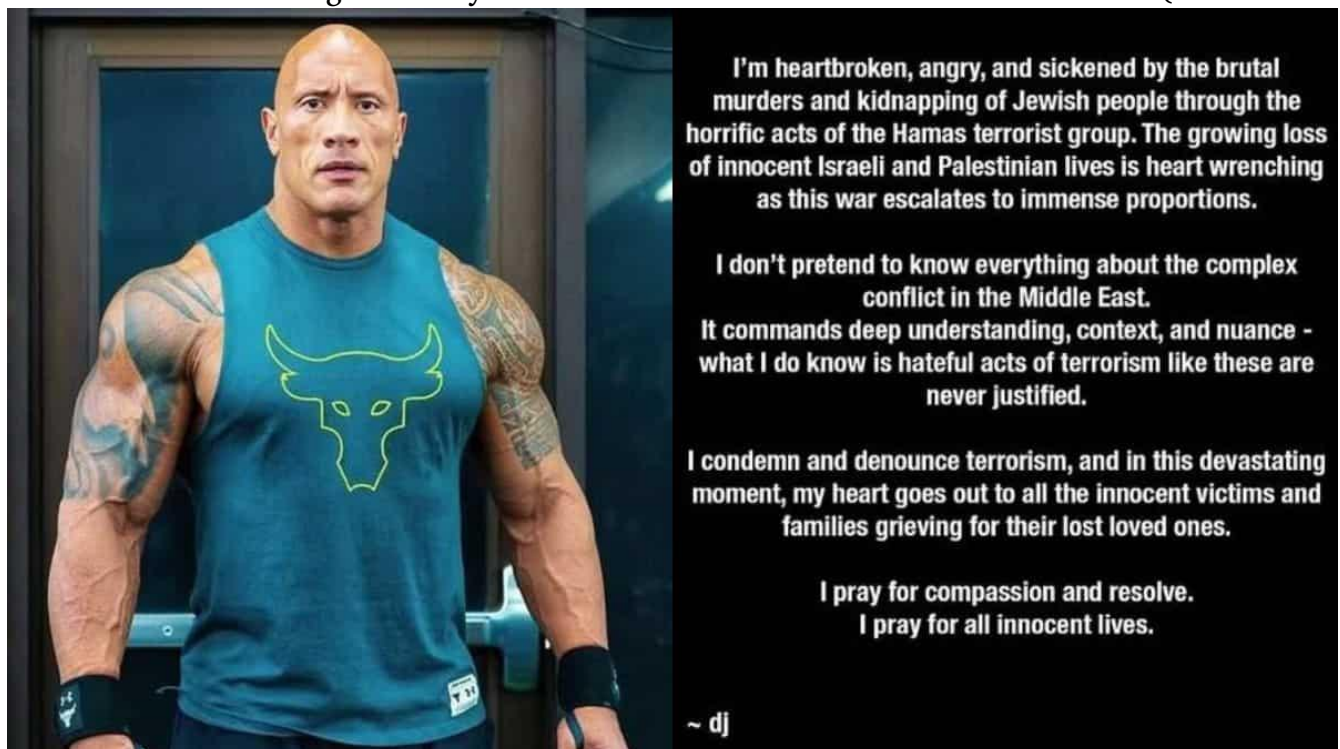 I'm heartbroken, angry, and sickened by the brutal
murders and kidnapping of Jewish people through the
horrific acts of the Hamas terrorist group. The growing loss
of innocent Israeli and Palestinian lives is heart wrenching
as this war escalates to immense proportions.
I don't pretend to know everything about the complex
conflict in the Middle East.
It commands deep understanding, context, and nuance -
what I do know is hateful acts of terrorism like these are
never justified.
I condemn and denounce terrorism, and in this devastating
moment, my heart goes out to all the innocent victims and
families grieving for their lost loved ones.
I pray for compassion and resolve.
I pray for all innocent lives.
~ dj